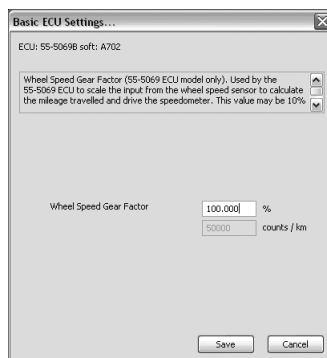 Basic ECU Settings...
ECU: 55-5069B soft: A702
Wheel Speed Gear Factor (55-5069 ECU model only). Used by the
55-5069 ECU to scale the input from the wheel speed sensor to calculate
the mileage travelled and drive the speedometer. This value may be 10%
Wheel Speed Gear Factor 100.000 %
50000 counts / km
Save Cancel